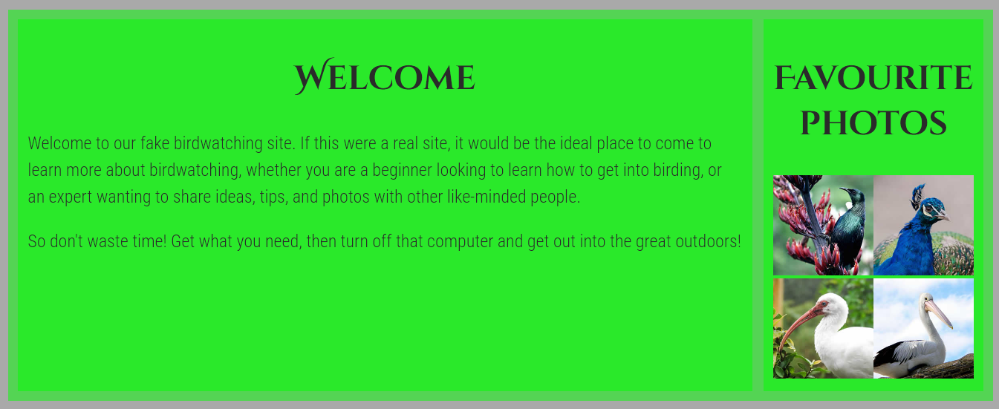 Welcome
Welcome to our fake birdwatching site. If this were a real site, it would be the ideal place to come to
learn more about birdwatching, whether you are a beginner looking to learn how to get into birding, or
an expert wanting to share ideas, tips, and photos with other like-minded people.
So don't waste time! Get what you need, then turn off that computer and get out into the great outdoors!
Favourite
photos